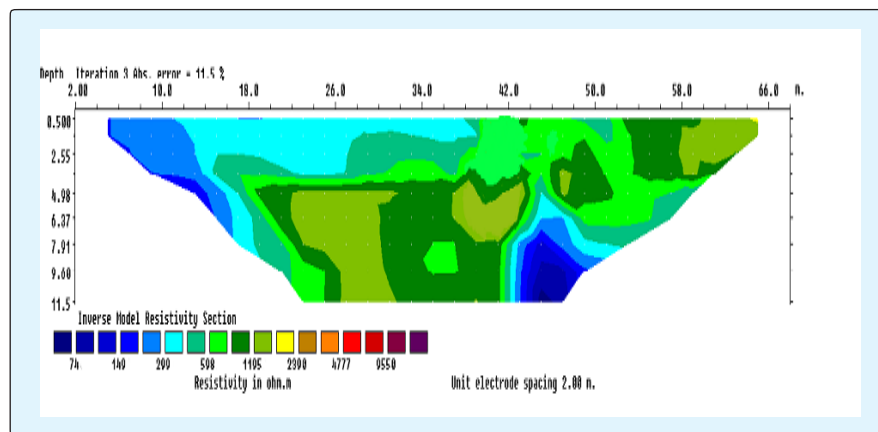 Depth Iteration 3 Abs. error = 11.5 %
2.00 10.0 18.0 26.0 34.0 42.0 50.0 58.0 66.0 m.
0.500
2.55
4.98
6.37
7.91
9.60
11.5
Inverse Model Resistivity Section
74 149 299 598 1195 2390 4777 9550
Resistivity in ohm.m Unit electrode spacing 2.00 m.